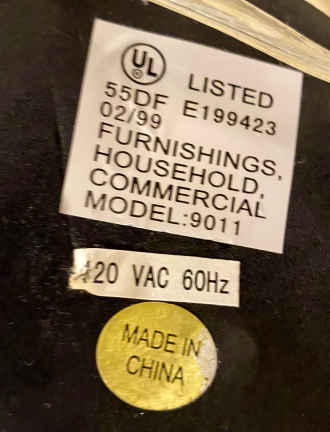 UL LISTED
55DF E199423
02/99
FURNISHINGS,
HOUSEHOLD,
COMMERCIAL
MODEL:9011
120 VAC 60Hz
MADE IN
CHINA